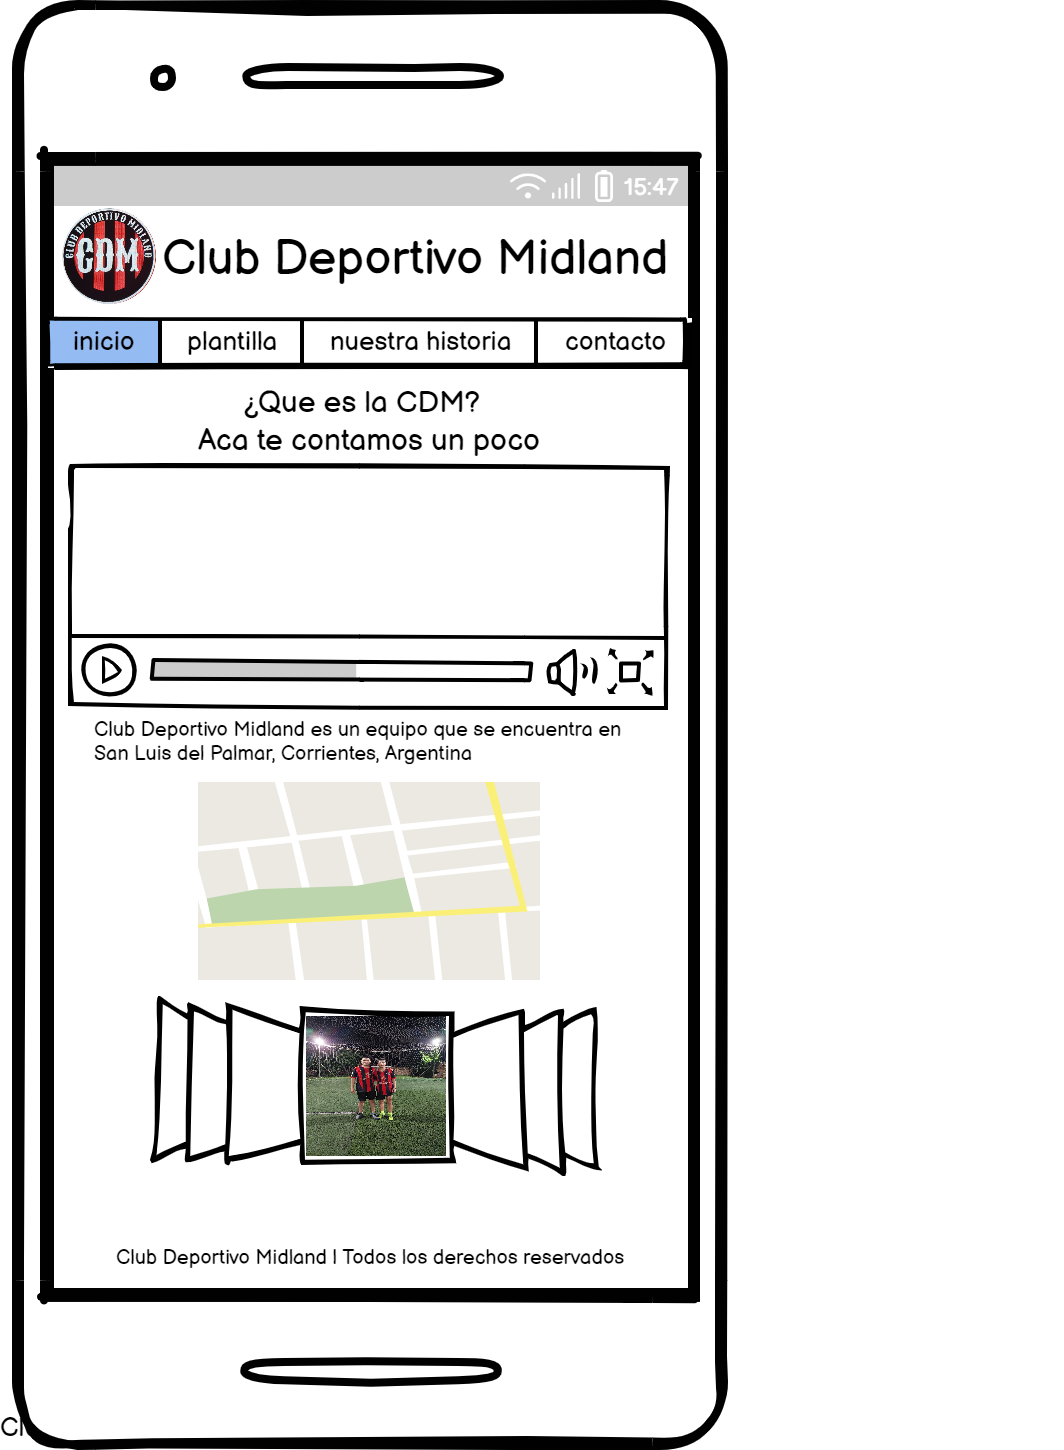 15:47
CLUB DEPORTIVO MIDLAND
CDM
Club Deportivo Midland
inicio plantilla nuestra historia contacto
¿Que es la CDM?
Aca te contamos un poco
Club Deportivo Midland es un equipo que se encuentra en
San Luis del Palmar, Corrientes, Argentina
Club Deportivo Midland | Todos los derechos reservados